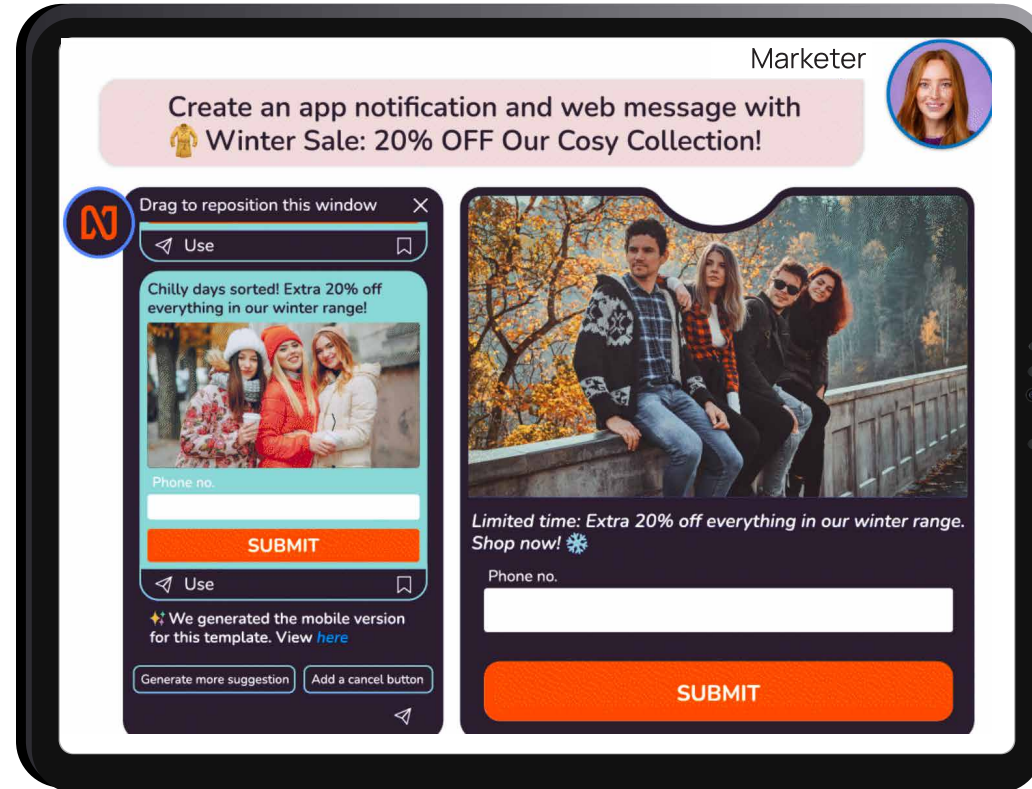 Marketer
Create an app notification and web message with
🧥 Winter Sale: 20% OFF Our Cosy Collection!
Drag to reposition this window
Use
Chilly days sorted! Extra 20% off
everything in our winter range!
Phone no.
SUBMIT
Use
✨ We generated the mobile version
for this template. View here
Generate more suggestion
Add a cancel button
Limited time: Extra 20% off everything in our winter range.
Shop now! ❄️
Phone no.
SUBMIT